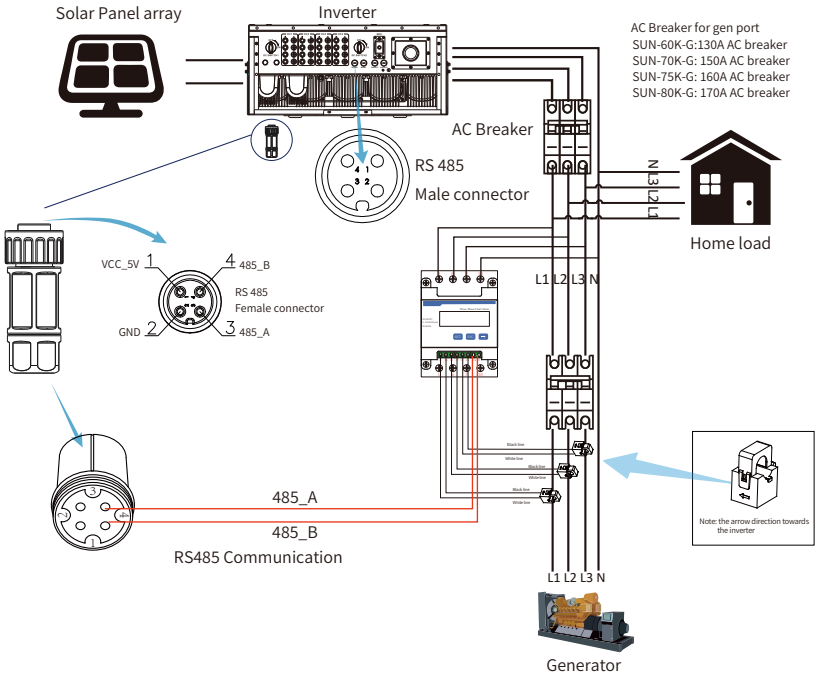 Solar Panel array
Inverter
AC Breaker for gen port
SUN-60K-G:130A AC breaker
SUN-70K-G: 150A AC breaker
SUN-75K-G: 160A AC breaker
SUN-80K-G: 170A AC breaker
AC Breaker
4 1
3 2
RS 485
Male connector
N
L3
L2
L1
Home load
VCC_5V 1
4 485_B
RS 485
Female connector
GND 2
3 485_A
L1 L2 L3 N
Black line
White line
Black line
White line
Black line
White line
3
2
4
1
485_A
485_B
RS485 Communication
Note: the arrow direction towards
the inverter
L1 L2 L3 N
Generator